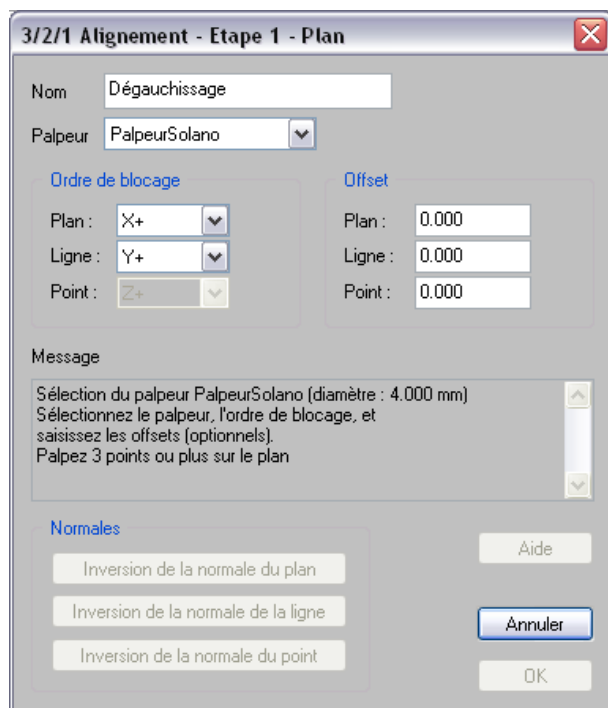 3/2/1 Alignement - Etape 1 - Plan
Nom Dégauchissage
Palpeur PalpeurSolano
Ordre de blocage
Plan : X+
Ligne : Y+
Point : Z+
Offset
Plan : 0.000
Ligne : 0.000
Point : 0.000
Message
Sélection du palpeur PalpeurSolano (diamètre : 4.000 mm)
Sélectionnez le palpeur, l'ordre de blocage, et
saisissez les offsets (optionnels).
Palpez 3 points ou plus sur le plan
Normales
Inversion de la normale du plan
Inversion de la normale de la ligne
Inversion de la normale du point
Aide
Annuler
OK